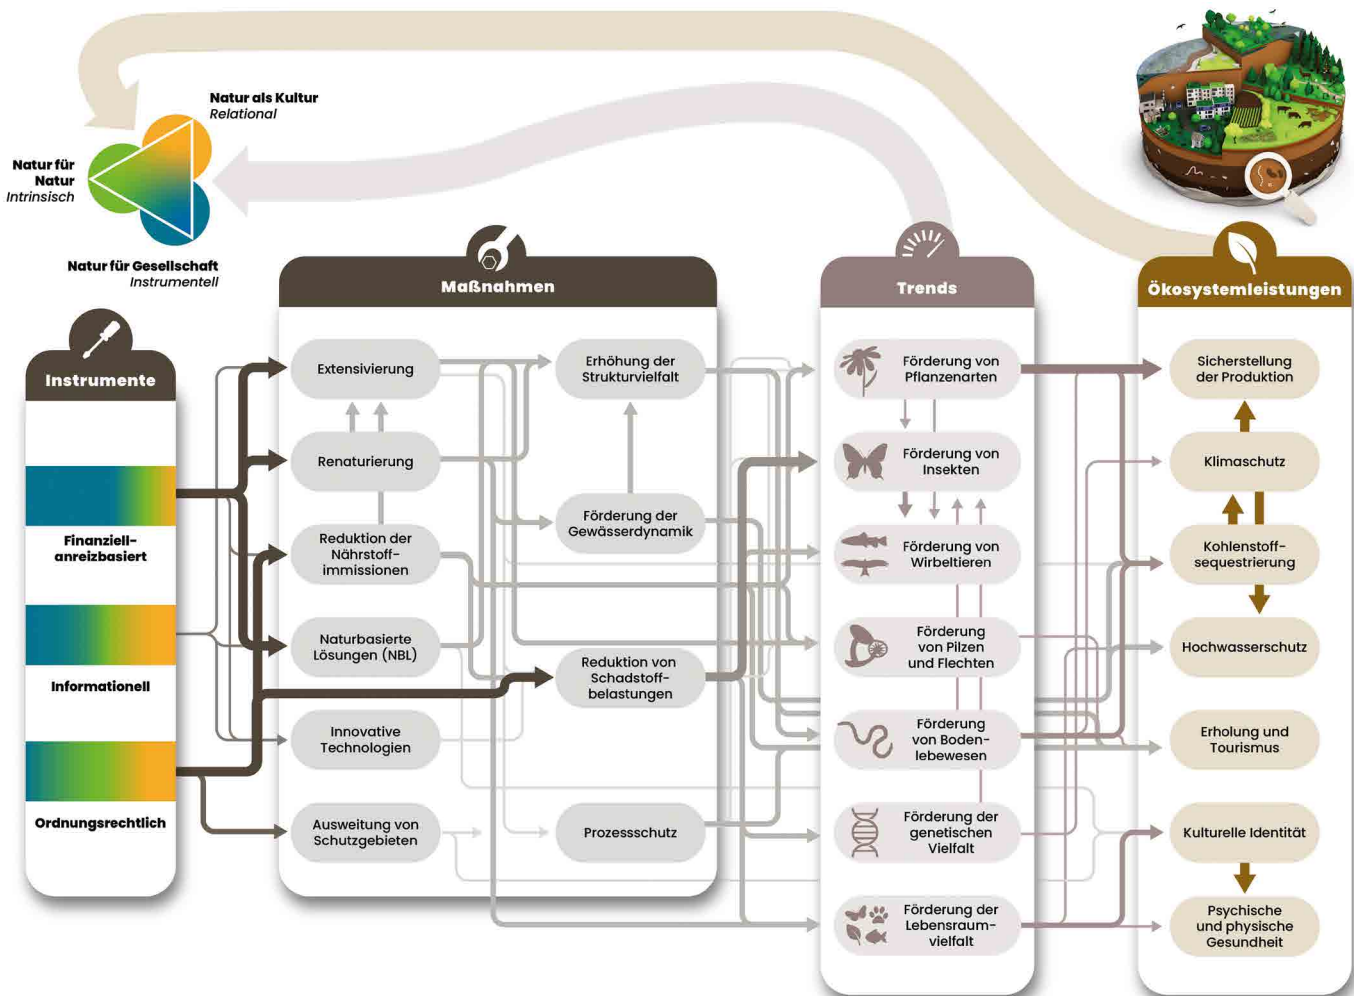 Natur als Kultur
Relational
Natur für
Natur
Intrinsisch
Natur für Gesellschaft
Instrumentell
Instrumente
Finanziell-
anreizbasiert
Informationell
Ordnungsrechtlich
Maßnahmen
Extensivierung
Renaturierung
Reduktion der
Nährstoff-
immissionen
Naturbasierte
Lösungen (NBL)
Innovative
Technologien
Ausweitung von
Schutzgebieten
Erhöhung der
Strukturvielfalt
Förderung der
Gewässerdynamik
Reduktion von
Schadstoff-
belastungen
Prozessschutz
Trends
Förderung von
Pflanzenarten
Förderung von
Insekten
Förderung von
Wirbeltieren
Förderung
von Pilzen
und Flechten
Förderung
von Boden-
lebewesen
Förderung der
genetischen
Vielfalt
Förderung der
Lebensraum-
vielfalt
Ökosystemleistungen
Sicherstellung
der Produktion
Klimaschutz
Kohlenstoff-
sequestrierung
Hochwasserschutz
Erholung und
Tourismus
Kulturelle Identität
Psychische
und physische
Gesundheit